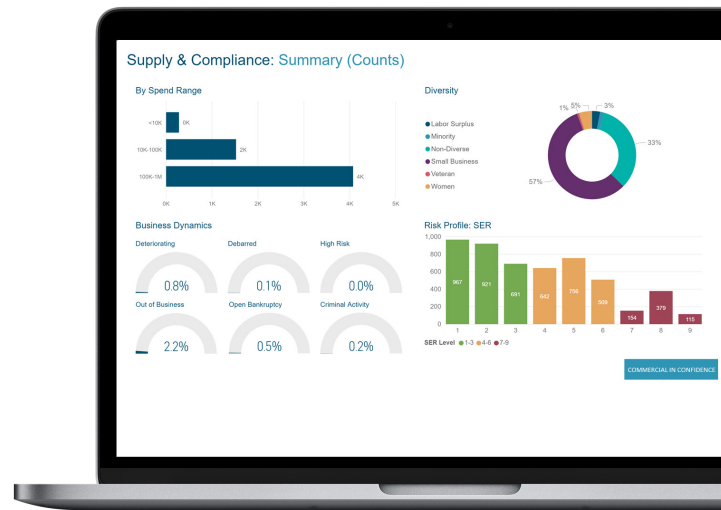 Supply & Compliance: Summary (Counts)
By Spend Range
<10K
0K
10K-100K
2K
100K-1M
4K
0K 1K 2K 3K 4K 5K
Diversity
Labor Surplus
Minority
Non-Diverse
Small Business
Veteran
Women
1% 5% 3%
33%
57%
Business Dynamics
Deteriorating Debarred High Risk
0.8% 0.1% 0.0%
Out of Business Open Bankruptcy Criminal Activity
2.2% 0.5% 0.2%
Risk Profile: SER
1,000
800
600
400
200
0
967 921 691 642 756 509 154 379 115
1 2 3 4 5 6 7 8 9
SER Level 1-3 4-6 7-9
COMMERCIAL IN CONFIDENCE